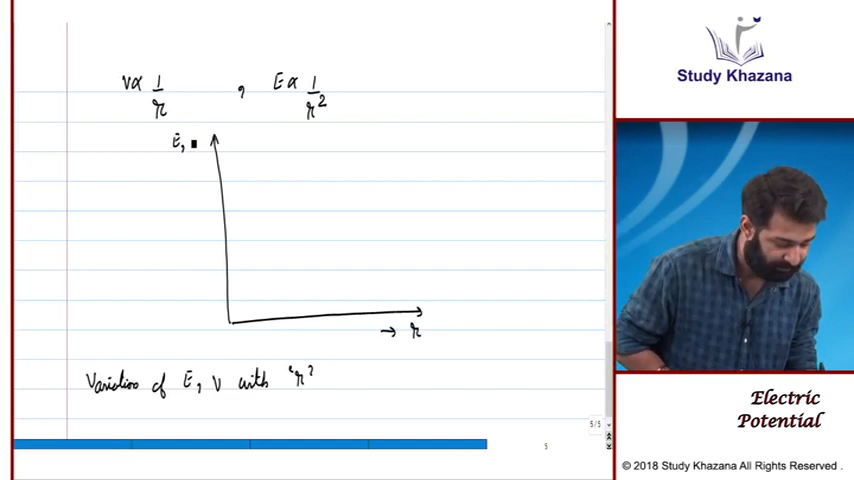 V∝ 1/r , E∝ 1/r²
E,
→ r
Variation of E, V with 'r'
5/5
5
Study Khazana
Electric
Potential
© 2018 Study Khazana All Rights Reserved .